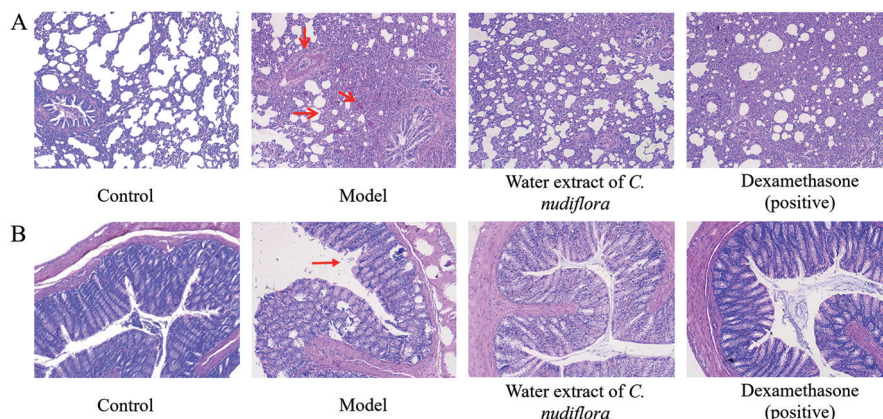 A
Control
Model
Water extract of C.
nudiflora
Dexamethasone
(positive)
B
Control
Model
Water extract of C.
nudiflora
Dexamethasone
(positive)